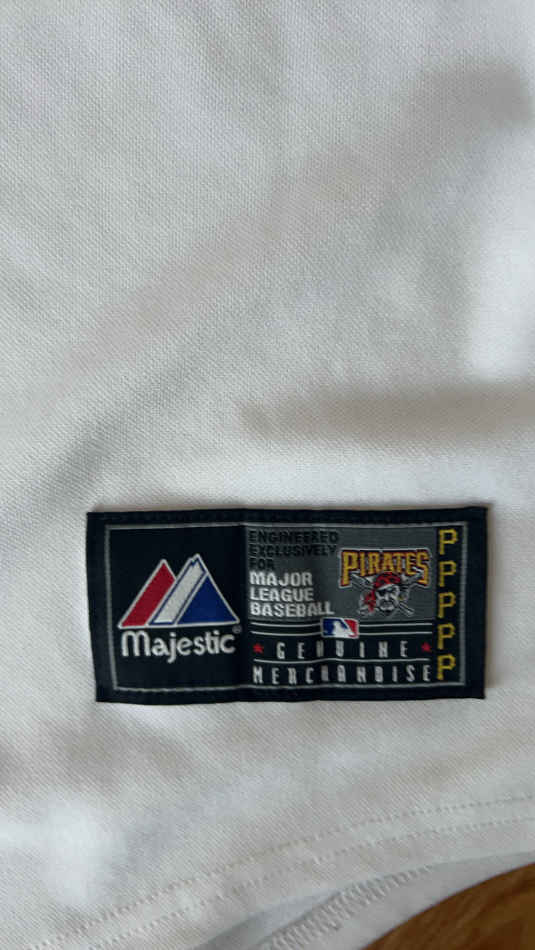 Majestic®
ENGINEERED
EXCLUSIVELY
FOR
MAJOR
LEAGUE
BASEBALL
PIRATES
GENUINE
MERCHANDISE
P
P
P
P
P